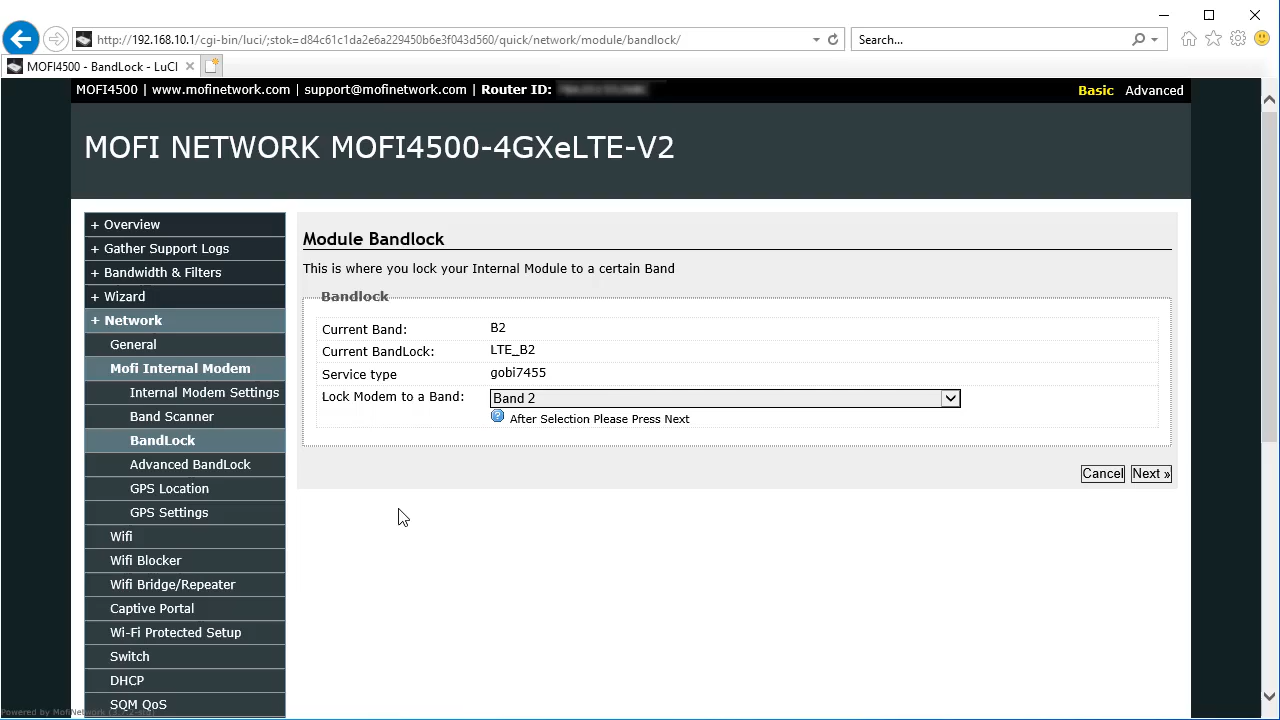 http://192.168.10.1/cgi-bin/luci/;stok=d84c61c1da2e6a229450b6e3f043d560/quick/network/module/bandlock/
Search...
MOFI4500 - BandLock - LuCI
MOFI4500 | www.mofinetwork.com | support@mofinetwork.com | Router ID:
Basic Advanced
MOFI NETWORK MOFI4500-4GXeLTE-V2
+ Overview
+ Gather Support Logs
+ Bandwidth & Filters
+ Wizard
+ Network
General
Mofi Internal Modem
Internal Modem Settings
Band Scanner
BandLock
Advanced BandLock
GPS Location
GPS Settings
Wifi
Wifi Blocker
Wifi Bridge/Repeater
Captive Portal
Wi-Fi Protected Setup
Switch
DHCP
SQM QoS
Module Bandlock
This is where you lock your Internal Module to a certain Band
Bandlock
Current Band: B2
Current BandLock: LTE_B2
Service type gobi7455
Lock Modem to a Band: Band 2
After Selection Please Press Next
Cancel Next »
Powered by MofiNetwork